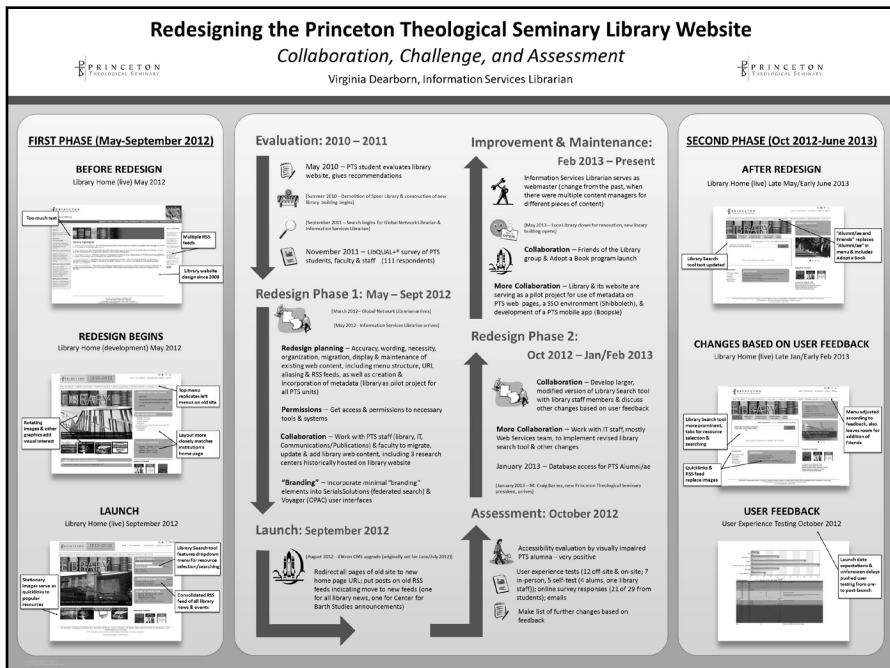 Redesigning the Princeton Theological Seminary Library Website
Collaboration, Challenge, and Assessment
Virginia Dearborn, Information Services Librarian
PRINCETON
THEOLOGICAL SEMINARY
PRINCETON
THEOLOGICAL SEMINARY
FIRST PHASE (May-September 2012)
BEFORE REDESIGN
Library Home (live) May 2012
Too much text
Multiple RSS
feeds
Library website
design since 2008
REDESIGN BEGINS
Library Home (development) May 2012
Top menu
replicates left
menus on old site
Rotating
images & other
graphics add
visual interest
Layout more
closely matches
institution's
home page
LAUNCH
Library Home (live) September 2012
Library Search tool
features dropdown
menu for resource
selection/searching
Stationary
images serve as
quicklinks to
popular
resources
Consolidated RSS
feed of all library
news & events
Evaluation: 2010 – 2011
May 2010 – PTS student evaluates library
website, gives recommendations
[Summer 2010 – Demolition of Speer Library & construction of new
library building begins]
[September 2011 – Search begins for Global Network Librarian &
Information Services Librarian]
November 2011 – LibQUAL+® survey of PTS
students, faculty & staff (111 respondents)
Redesign Phase 1: May – Sept 2012
[March 2012 – Global Network Librarian arrives]
[May 2012 - Information Services Librarian arrives]
Redesign planning – Accuracy, wording, necessity,
organization, migration, display & maintenance of
existing web content, including menu structure, URL
aliasing & RSS feeds, as well as creation &
incorporation of metadata (library as pilot project for
all PTS units)
Permissions – Get access & permissions to necessary
tools & systems
Collaboration – Work with PTS staff (library, IT,
Communications/Publications) & faculty to migrate,
update & add library web content, including 3 research
centers historically hosted on library website
"Branding" – Incorporate minimal "branding"
elements into SerialsSolutions (federated search) &
Voyager (OPAC) user interfaces
Launch: September 2012
[August 2012 – Ektron CMS upgrade (originally set for June/July 2012)]
Redirect all pages of old site to new
home page URL; put posts on old RSS
feeds indicating move to new feeds (one
for all library news, one for Center for
Barth Studies announcements)
Improvement & Maintenance:
Feb 2013 – Present
Information Services Librarian serves as
webmaster (change from the past, when
there were multiple content managers for
different pieces of content)
[May 2013 – Luce Library closes for renovation, new library
building opens]
Collaboration – Friends of the Library
group & Adopt a Book program launch
More Collaboration – Library & its website are
serving as a pilot project for use of metadata on
PTS web pages, a SSO environment (Shibboleth), &
development of a PTS mobile app (Boopsie)
Redesign Phase 2:
Oct 2012 – Jan/Feb 2013
Collaboration – Develop larger,
modified version of Library Search tool
with library staff members & discuss
other changes based on user feedback
More Collaboration – Work with IT staff, mostly
Web Services team, to implement revised library
search tool & other changes
January 2013 – Database access for PTS Alumni/ae
[January 2013 – M. Craig Barnes, new Princeton Theological Seminary
president, arrives]
Assessment: October 2012
Accessibility evaluation by visually impaired
PTS alumna – very positive
User experience tests (12 off-site & on-site; 7
in-person, 5 self-test (4 alums, one library
staff)); online survey responses (21 of 29 from
students); emails
Make list of further changes based on
feedback
SECOND PHASE (Oct 2012-June 2013)
AFTER REDESIGN
Library Home (live) Late May/Early June 2013
Library Search
tool text updated
"Alumni/ae and
Friends" replaces
"Alumni/ae" in
menu & includes
Adopt a Book
CHANGES BASED ON USER FEEDBACK
Library Home (live) Late Jan/Early Feb 2013
Library Search tool
more prominent,
tabs for resource
selection & searching
Menu adjusted
according to
feedback, also
leaves room for
addition of
Friends
Quicklinks &
RSS feed
replace images
USER FEEDBACK
User Experience Testing October 2012
Launch date
expectations &
unforeseen delays
pushed user
testing from pre-
to post-launch